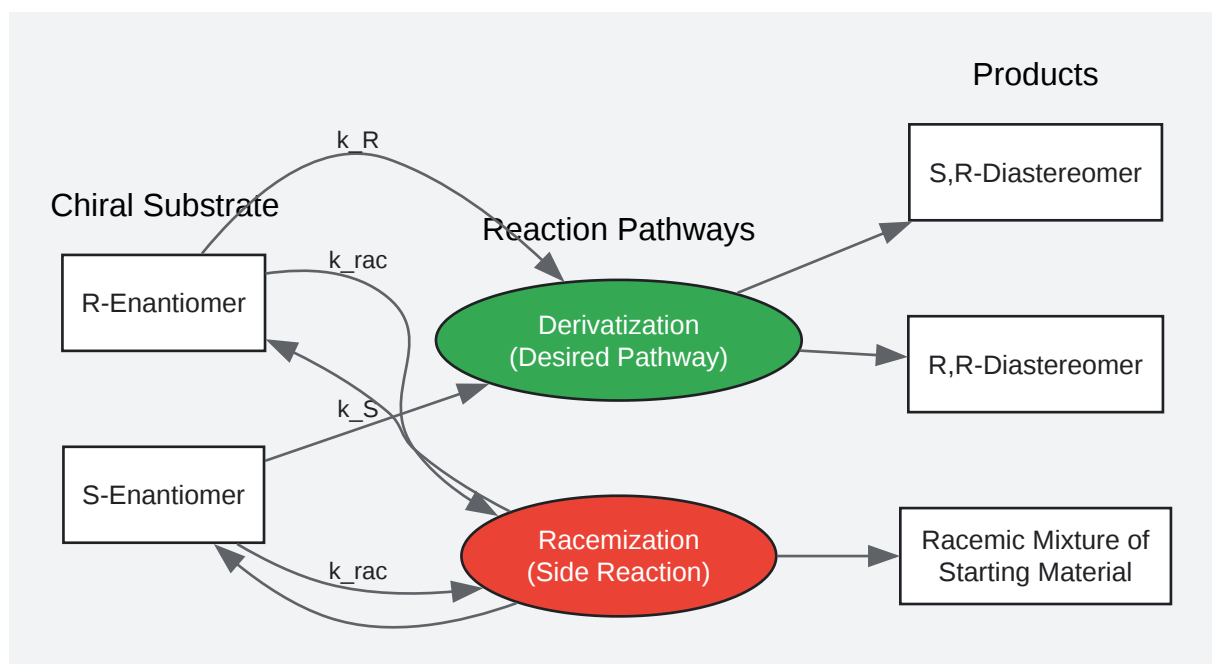 Products
k_R
S,R-Diastereomer
Chiral Substrate
Reaction Pathways
k_rac
R-Enantiomer
Derivatization
(Desired Pathway)
R,R-Diastereomer
k_S
S-Enantiomer
Racemization
(Side Reaction)
Racemic Mixture of
Starting Material
k_rac